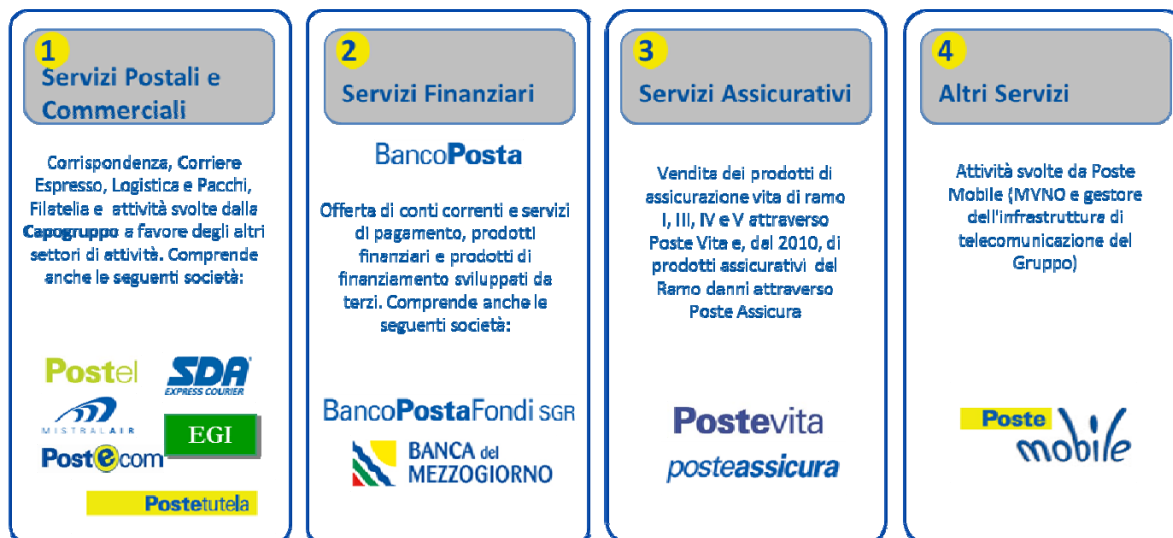 1
Servizi Postali e
Commerciali
Corrispondenza, Corriere
Espresso, Logistica e Pacchi,
Filatelia e attività svolte dalla
Capogruppo a favore degli altri
settori di attività. Comprende
anche le seguenti società:
Postel
SDA
EXPRESS COURIER
MISTRALAIR
EGI
Postecom
Postetutela
2
Servizi Finanziari
BancoPosta
Offerta di conti correnti e servizi
di pagamento, prodotti
finanziari e prodotti di
finanziamento sviluppati da
terzi. Comprende anche le
seguenti società:
BancoPostaFondi SGR
BANCA del
MEZZOGIORNO
3
Servizi Assicurativi
Vendita dei prodotti di
assicurazione vita di ramo
I, III, IV e V attraverso
Poste Vita e, dal 2010, di
prodotti assicurativi del
Ramo danni attraverso
Poste Assicura
Postevita
posteassicura
4
Altri Servizi
Attività svolte da Poste
Mobile (MVNO e gestore
dell'infrastruttura di
telecomunicazione del
Gruppo)
Poste
mobile